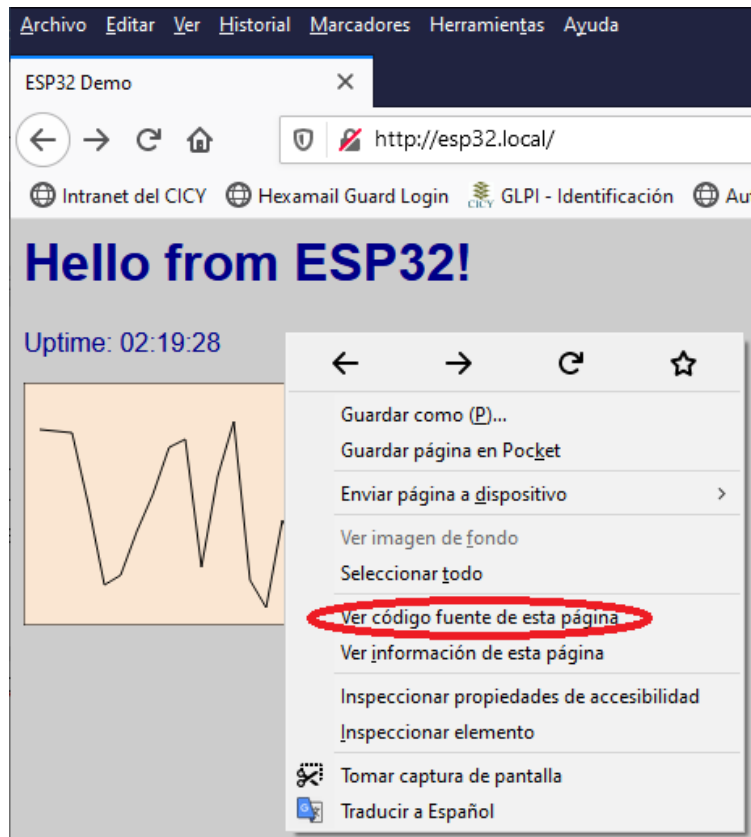 Archivo Editar Ver Historial Marcadores Herramientas Ayuda
ESP32 Demo
http://esp32.local/
Intranet del CICY Hexamail Guard Login CICY GLPI - Identificación Au
Hello from ESP32!
Uptime: 02:19:28
Guardar como (P)...
Guardar página en Pocket
Enviar página a dispositivo
Ver imagen de fondo
Seleccionar todo
Ver código fuente de esta página
Ver información de esta página
Inspeccionar propiedades de accesibilidad
Inspeccionar elemento
Tomar captura de pantalla
Traducir a Español